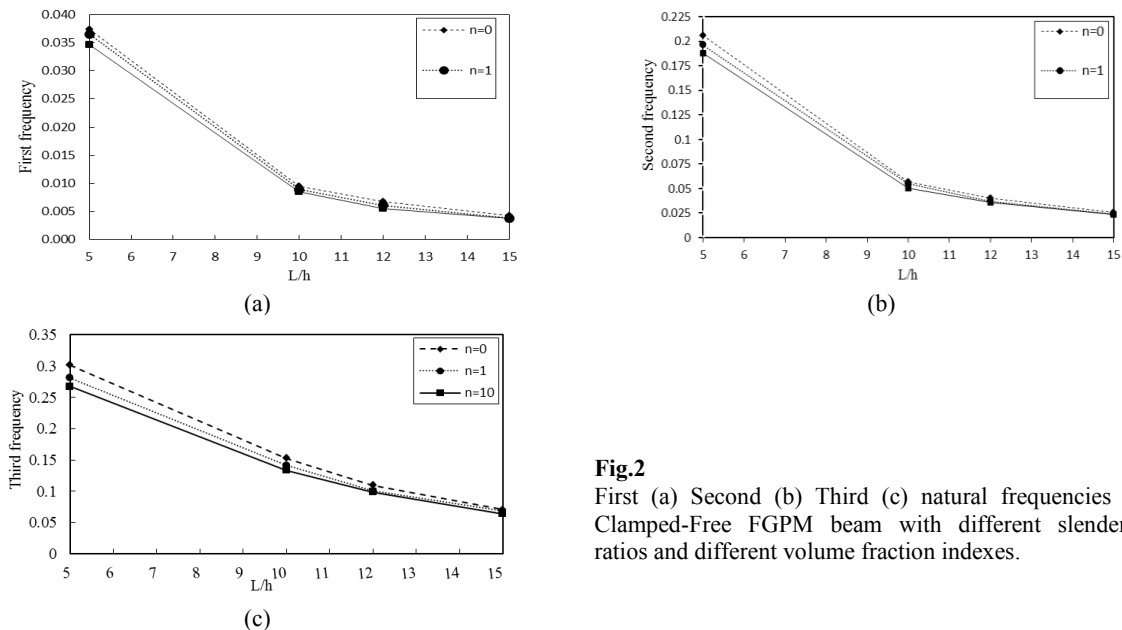 0.040
0.035
0.030
0.025
0.020
0.015
0.010
0.005
0.000
First frequency
5 6 7 8 9 10 11 12 13 14 15
L/h
n=0
n=1
(a)
0.225
0.2
0.175
0.15
0.125
0.1
0.075
0.05
0.025
0
Second frequency
5 6 7 8 9 10 11 12 13 14 15
L/h
n=0
n=1
(b)
0.35
0.3
0.25
0.2
0.15
0.1
0.05
0
Third frequency
5 6 7 8 9 10 11 12 13 14 15
L/h
n=0
n=1
n=10
(c)
Fig.2
First (a) Second (b) Third (c) natural frequencies
Clamped-Free FGPM beam with different slender
ratios and different volume fraction indexes.